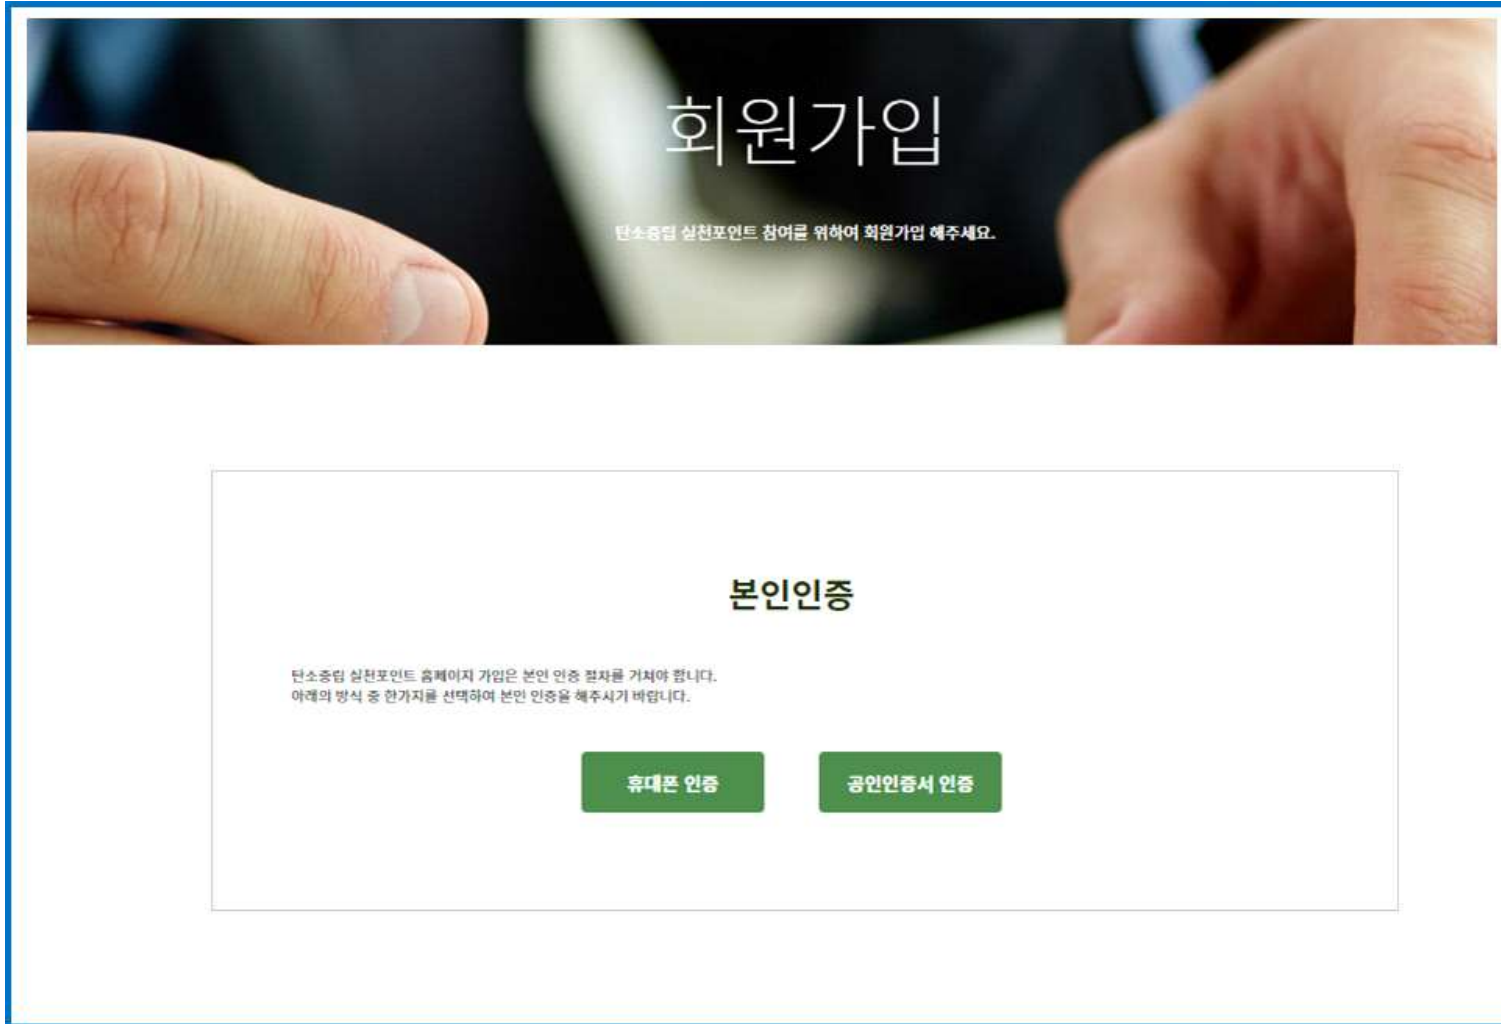 회원가입
탄소중립 실천포인트 참여를 위하여 회원가입 해주세요.
본인인증
탄소중립 실천포인트 홈페이지 가입은 본인 인증 절차를 거쳐야 합니다.
아래의 방식 중 한가지를 선택하여 본인 인증을 해주시기 바랍니다.
휴대폰 인증
공인인증서 인증